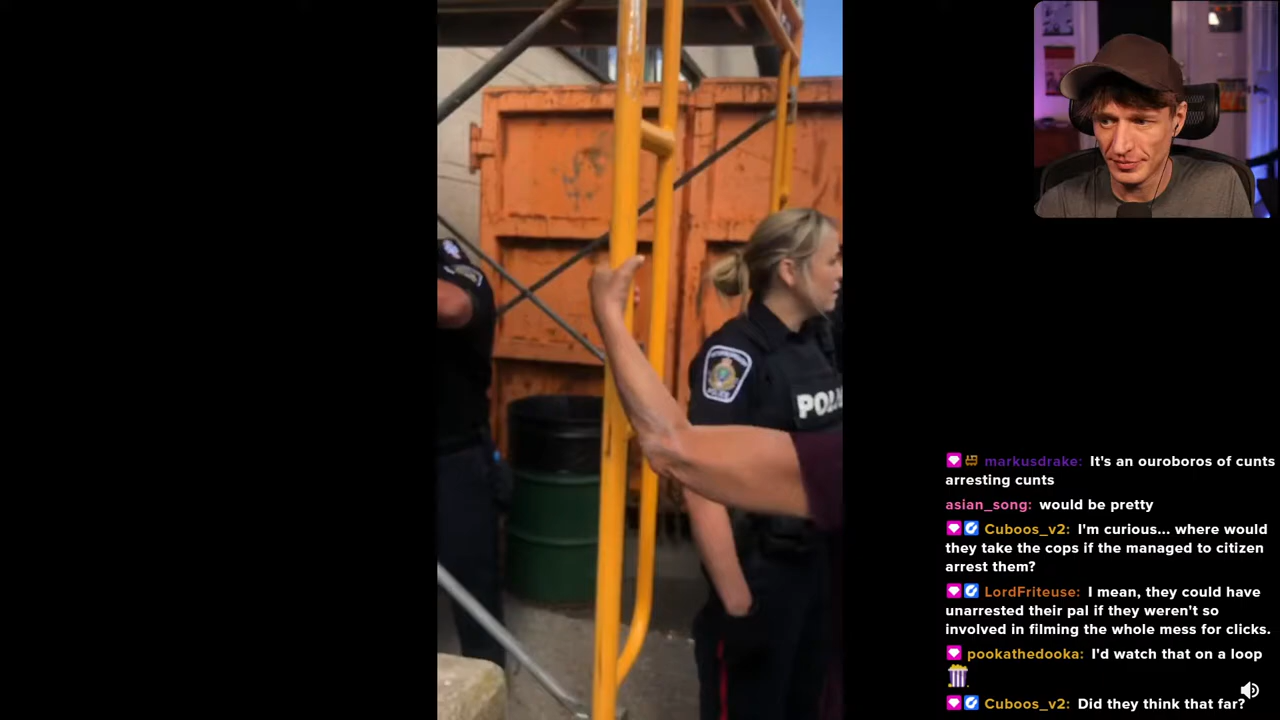 POLI
POLICE
markusdrake: It's an ouroboros of cunts
arresting cunts
asian_song: would be pretty
Cuboos_v2: I'm curious... where would
they take the cops if the managed to citizen
arrest them?
LordFriteuse: I mean, they could have
unarrested their pal if they weren't so
involved in filming the whole mess for clicks.
pookathedooka: I'd watch that on a loop
Cuboos_v2: Did they think that far?